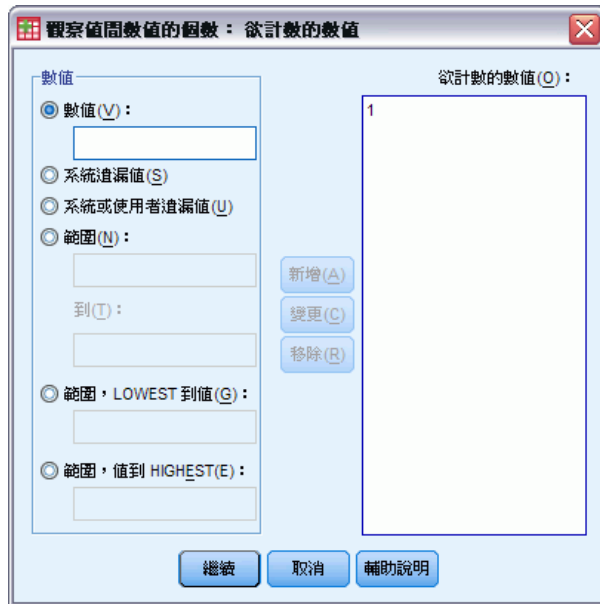 觀察值間數值的個數： 欲計數的數值
數值
數值(V)：
系統遺漏值(S)
系統或使用者遺漏值(U)
範圍(N)：
到(T)：
範圍，LOWEST 到值(G)：
範圍，值到 HIGHEST(E)：
新增(A)
變更(C)
移除(R)
欲計數的數值(O)：
1
繼續
取消
輔助說明